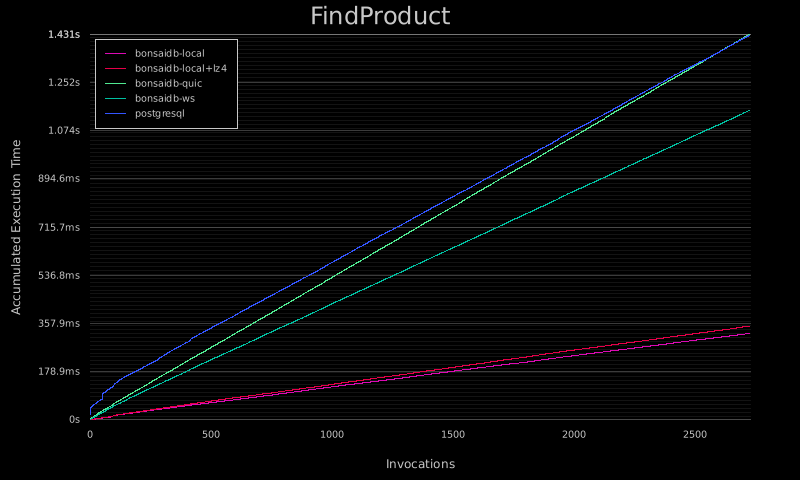 FindProduct
1.431s
1.252s
1.074s
894.6ms
715.7ms
536.8ms
357.9ms
178.9ms
0s
Accumulated Execution Time
bonsaidb-local
bonsaidb-local+lz4
bonsaidb-quic
bonsaidb-ws
postgresql
0 500 1000 1500 2000 2500
Invocations